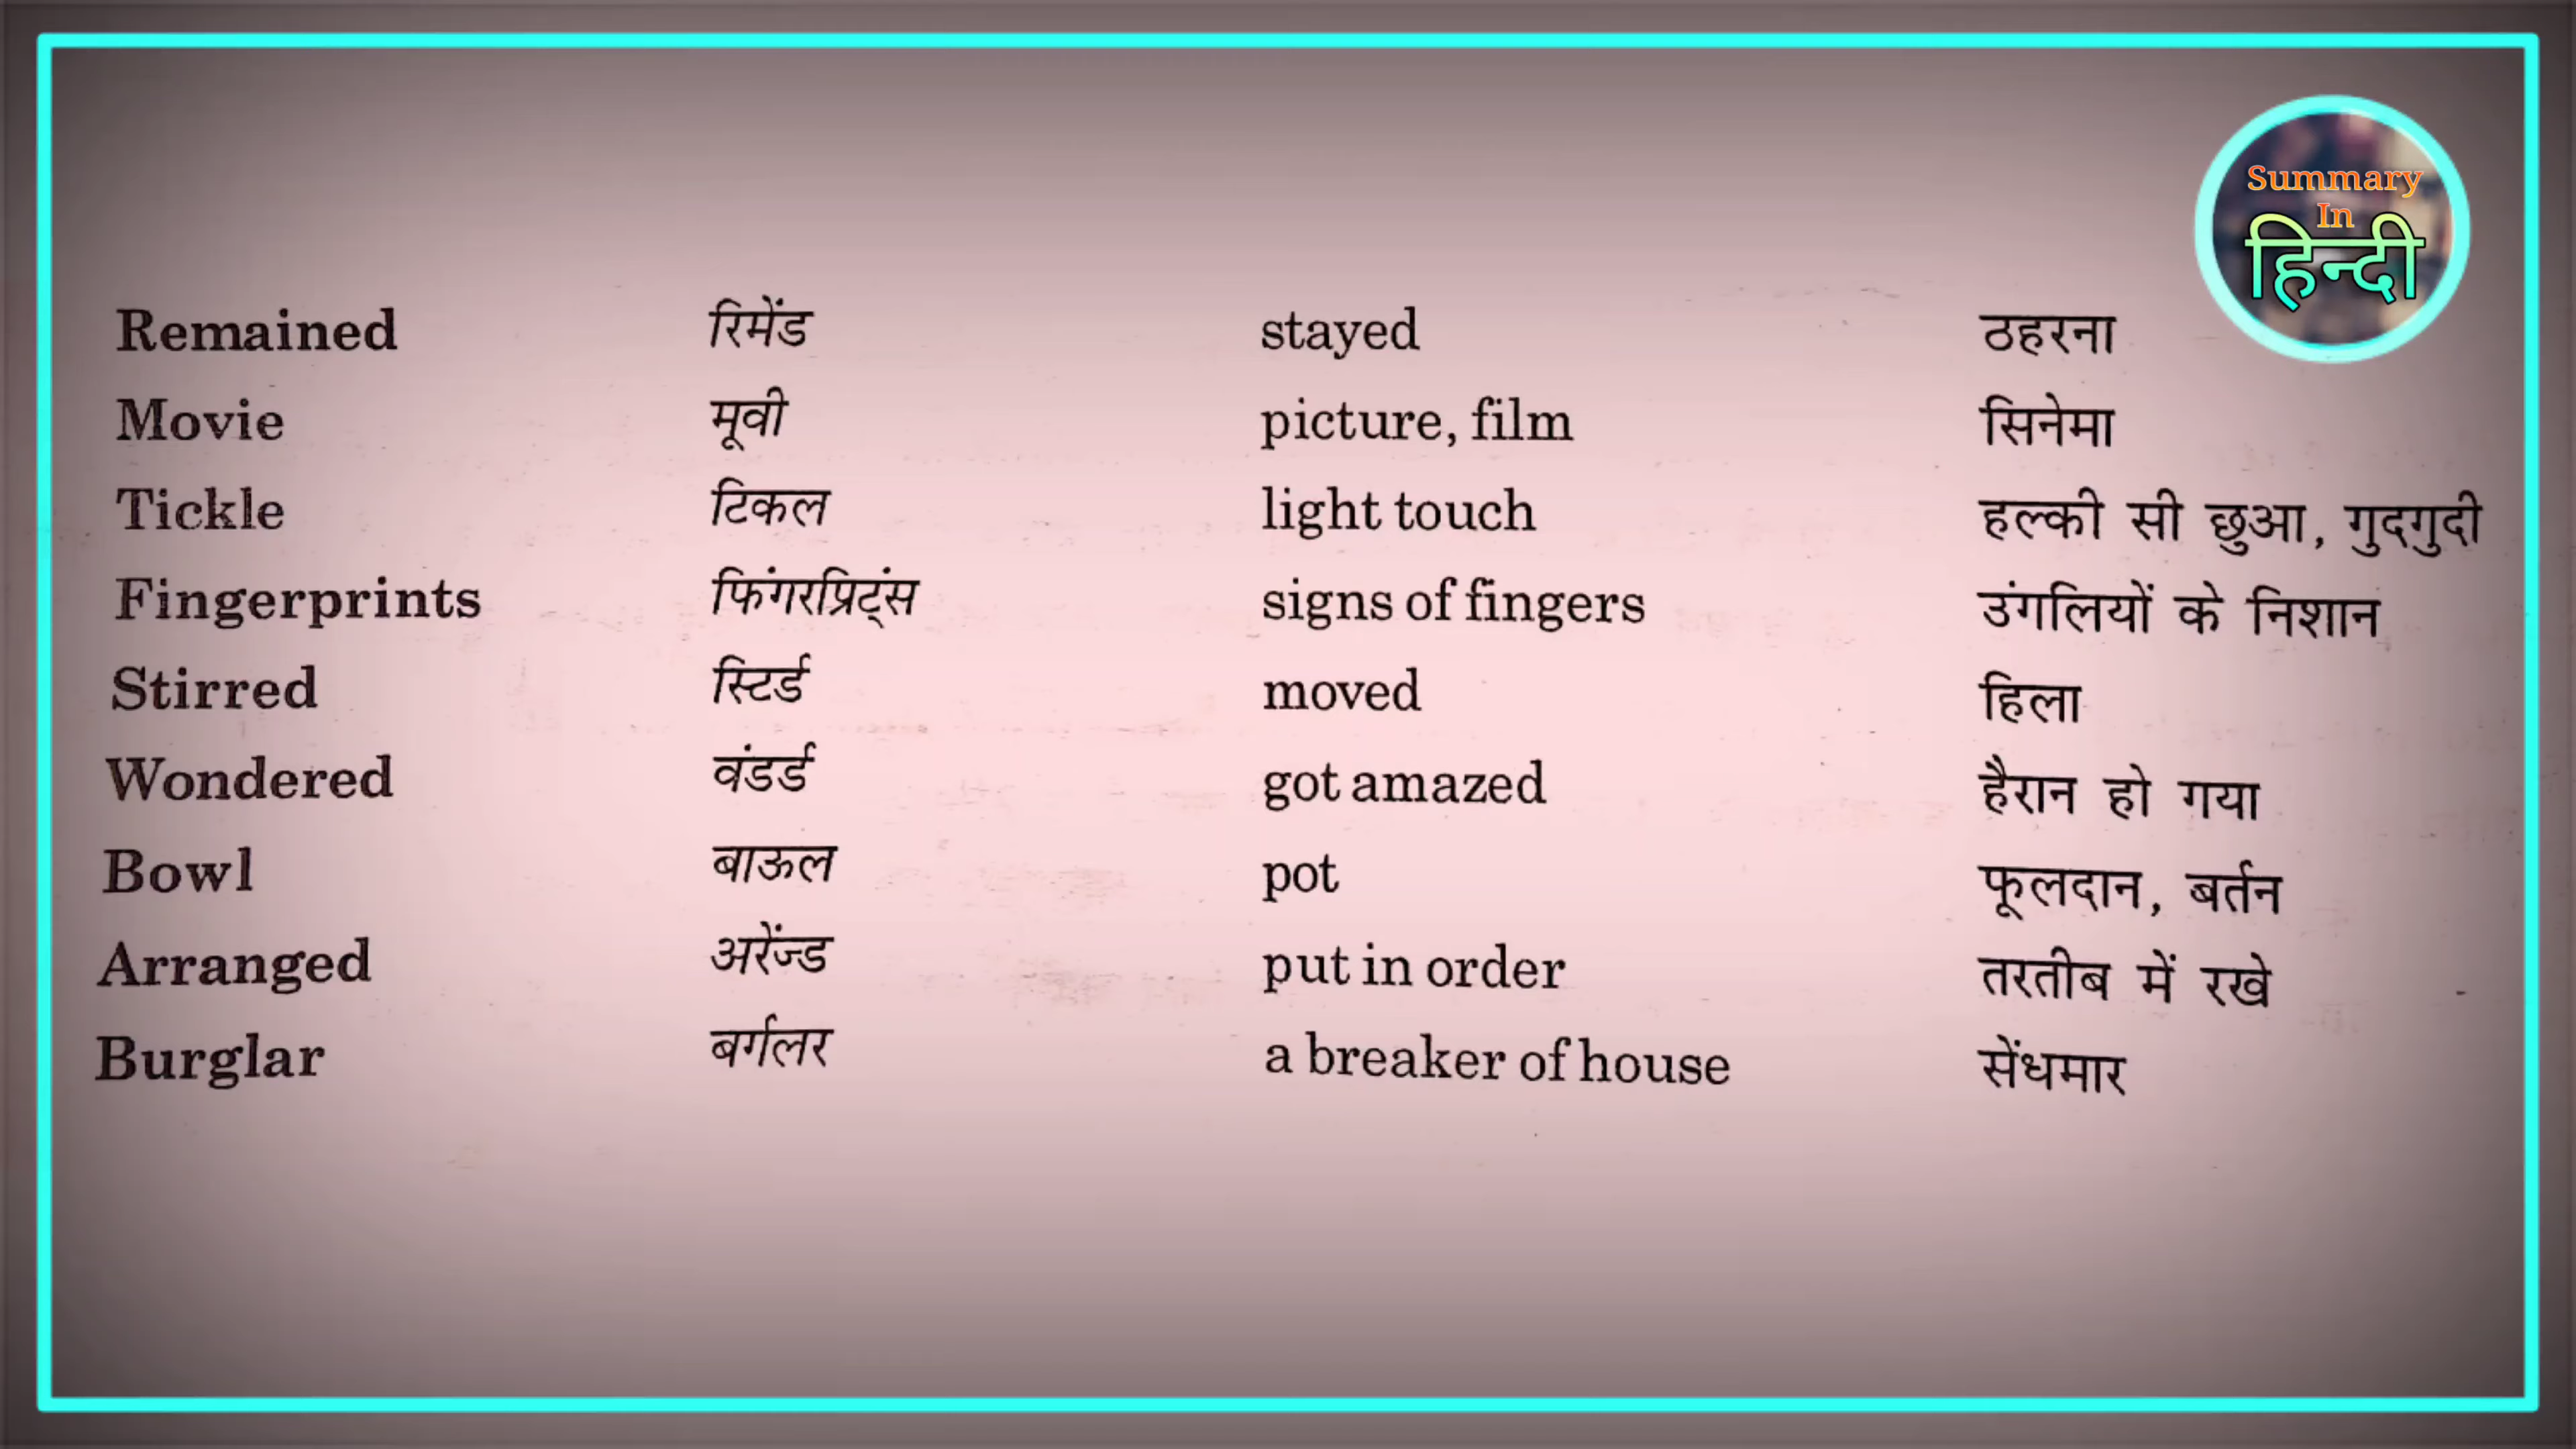 Summary
In
हिन्दी
Remained रिमेंड stayed ठहरना
Movie मूवी picture, film सिनेमा
Tickle टिकल light touch हल्की सी छुआ, गुदगुदी
Fingerprints फिंगरप्रिट्ंस signs of fingers उंगलियों के निशान
Stirred स्टिर्ड moved हिला
Wondered वंडर्ड got amazed हैरान हो गया
Bowl बाऊल pot फूलदान, बर्तन
Arranged अरेंज्ड put in order तरतीब में रखे
Burglar बर्गलर a breaker of house सेंधमार